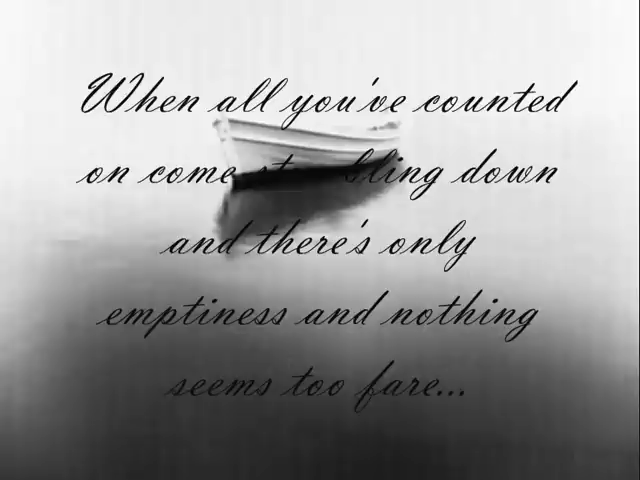 When all you've counted
on come stumbling down
and there's only
emptiness and nothing
seems too fare...